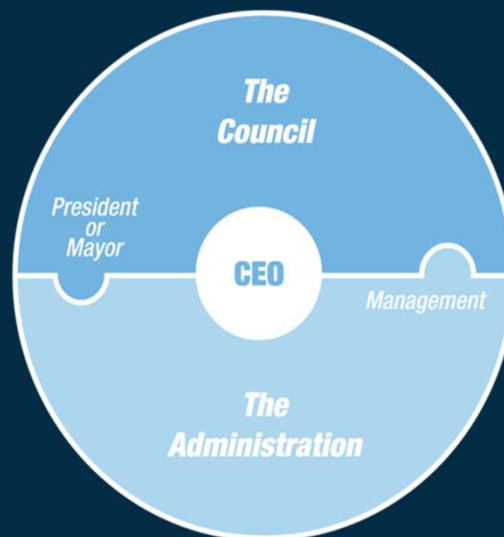 The
Council
President
or
Mayor
CEO
Management
The
Administration